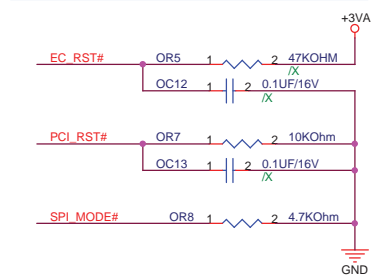 +3VA
EC_RST# OR5 1 2 47KOHM
/X
OC12 1 2 0.1UF/16V
/X
PCI_RST# OR7 1 2 10KOhm
OC13 1 2 0.1UF/16V
/X
SPI_MODE# OR8 1 2 4.7KOhm
GND